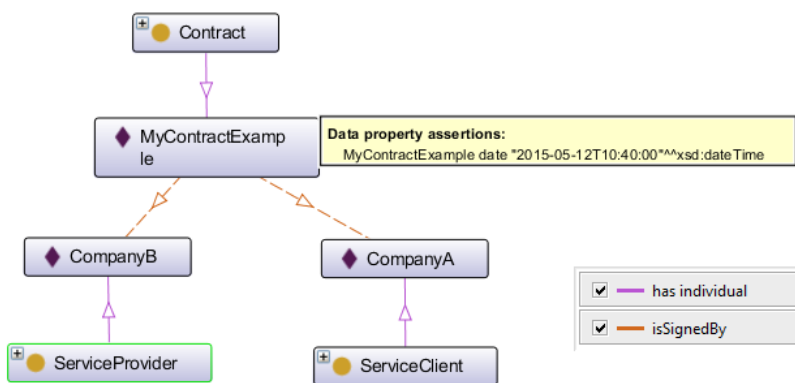 Contract
MyContractExamp
le
Data property assertions:
MyContractExample date "2015-05-12T10:40:00"^^xsd:dateTime
CompanyB
CompanyA
has individual
isSignedBy
ServiceProvider
ServiceClient